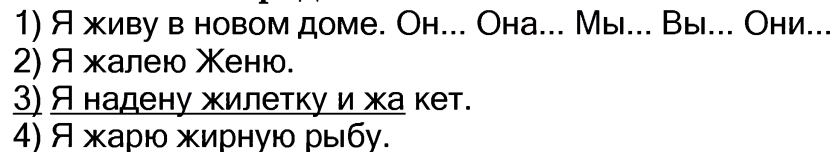 1) Я живу в новом доме. Он... Она... Мы... Вы... Они...
2) Я жалею Женю.
3) Я надену жилетку и жа кет.
4) Я жарю жирную рыбу.